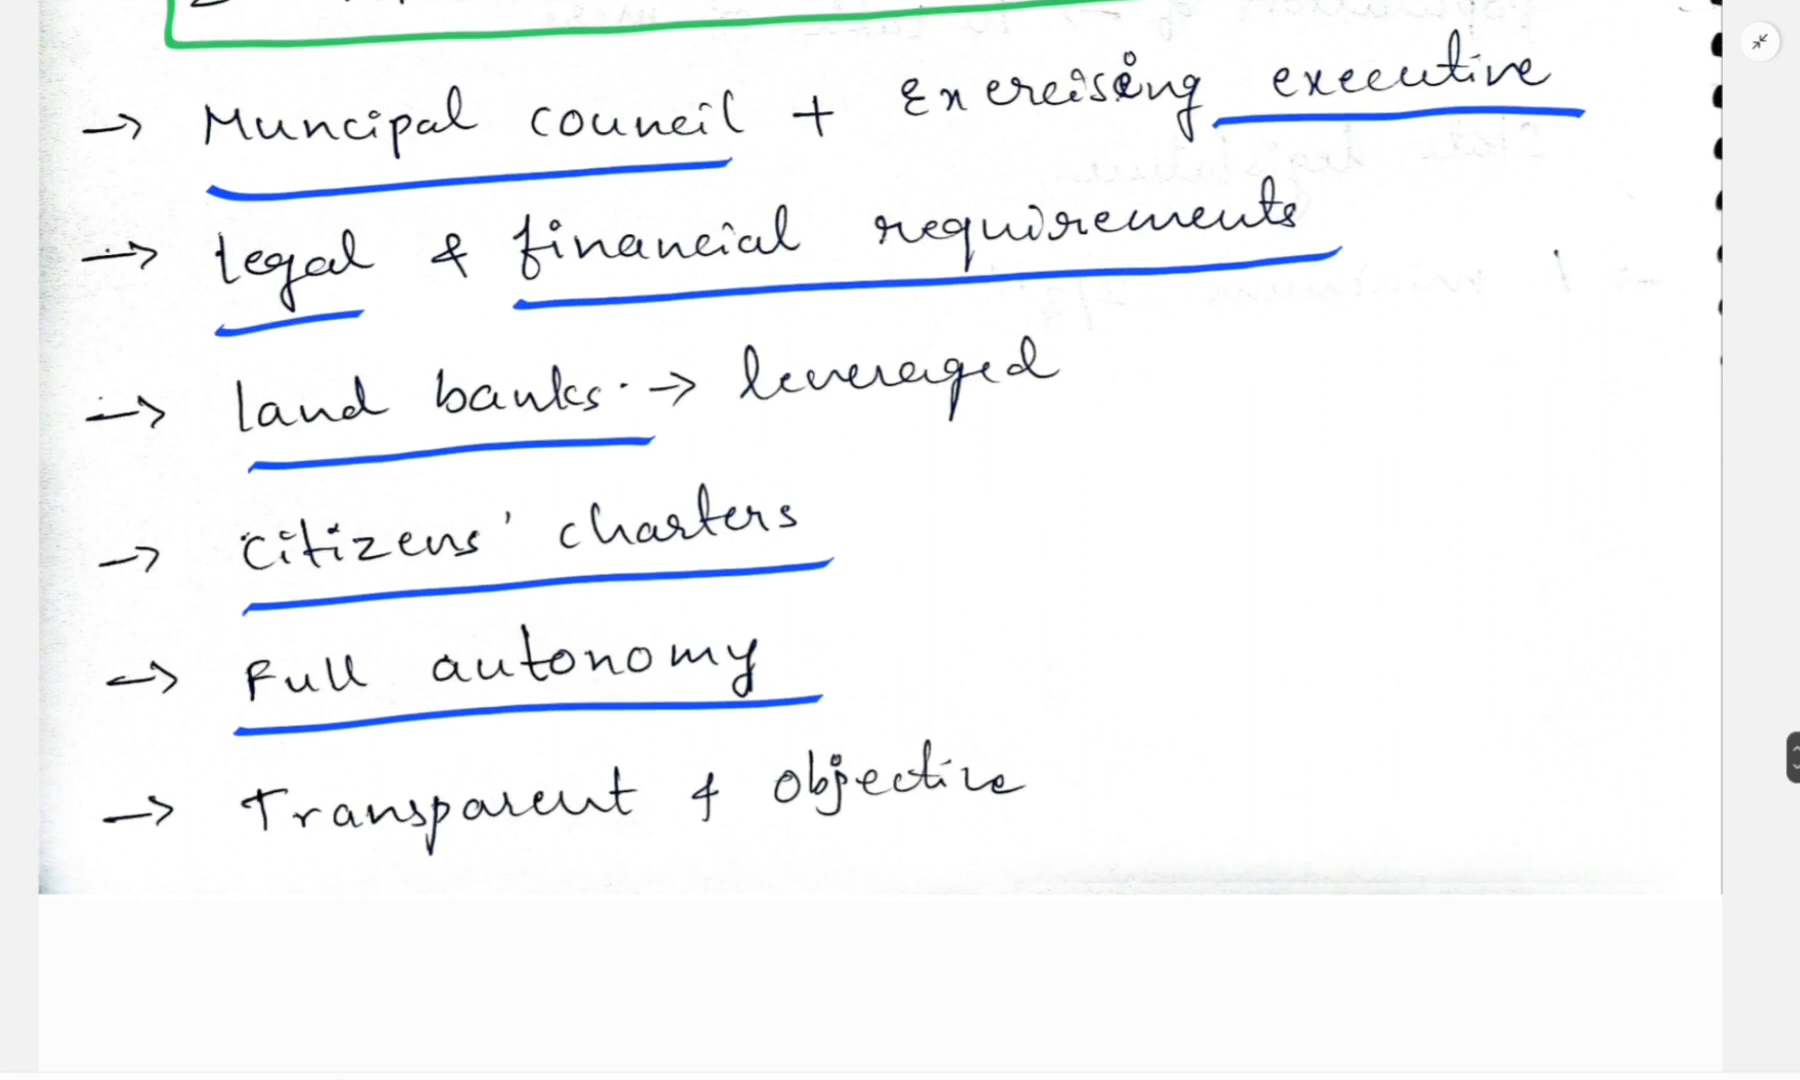 → Muncipal council + Exercising executive
→ legal & financial requirements
→ land banks. → leveraged
→ citizens' charters
→ Full autonomy
→ Transparent & objective